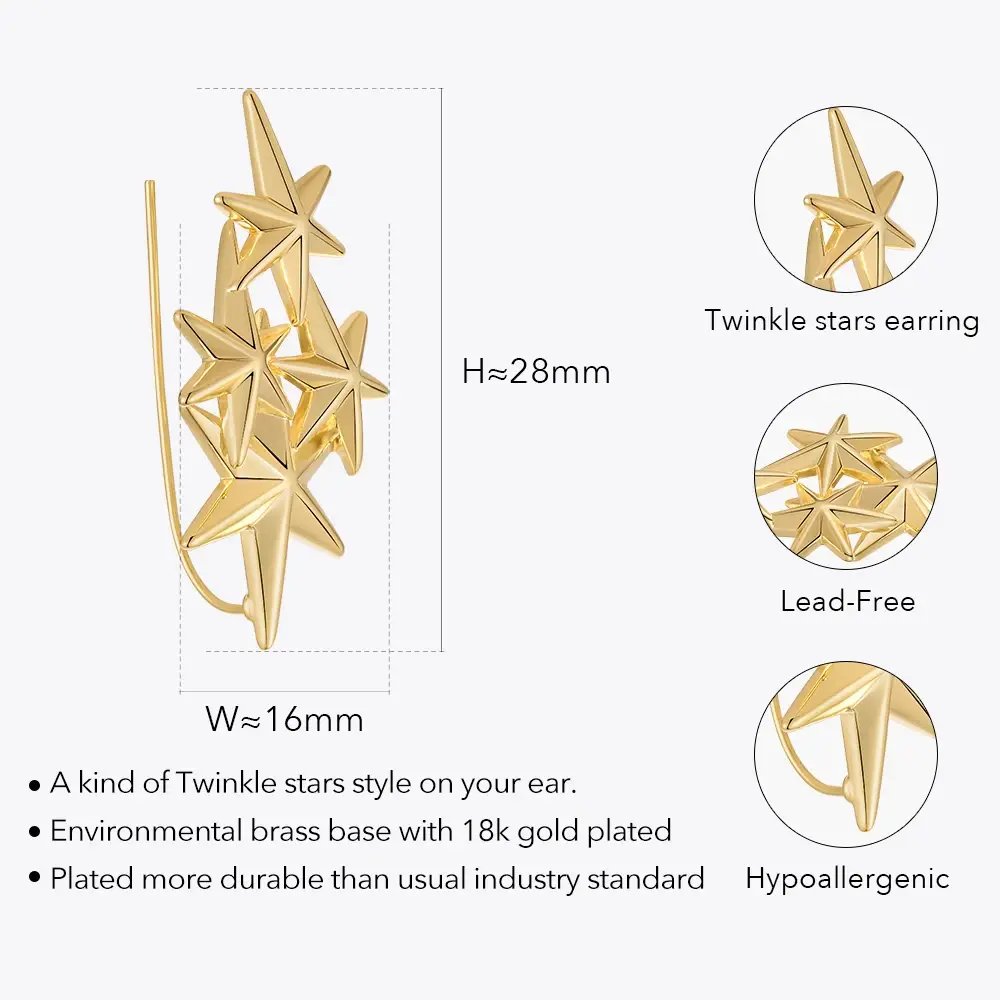 H≈28mm
W≈16mm
Twinkle stars earring
Lead-Free
Hypoallergenic
• A kind of Twinkle stars style on your ear.
• Environmental brass base with 18k gold plated
• Plated more durable than usual industry standard